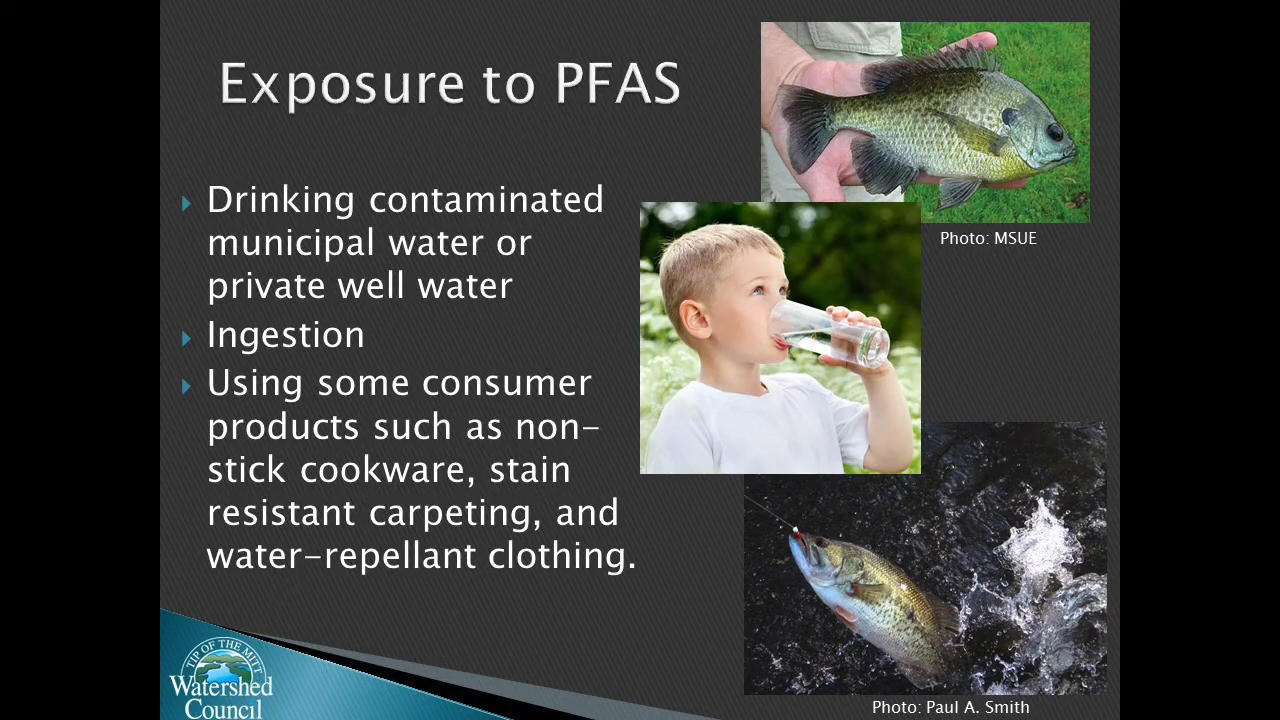 Exposure to PFAS
Drinking contaminated
municipal water or
private well water
Ingestion
Using some consumer
products such as non-
stick cookware, stain
resistant carpeting, and
water-repellant clothing.
Photo: MSUE
Photo: Paul A. Smith
TIP OF THE MITT
Watershed
Council